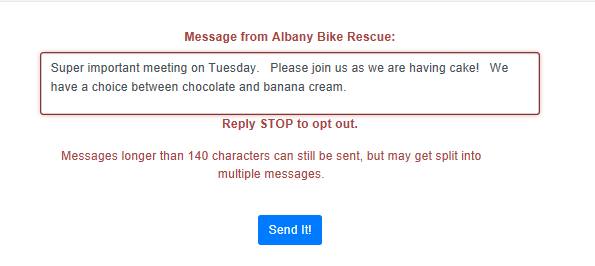 Message from Albany Bike Rescue:
Super important meeting on Tuesday.   Please join us as we are having cake!   We
have a choice between chocolate and banana cream.
Reply STOP to opt out.
Messages longer than 140 characters can still be sent, but may get split into
multiple messages.
Send It!